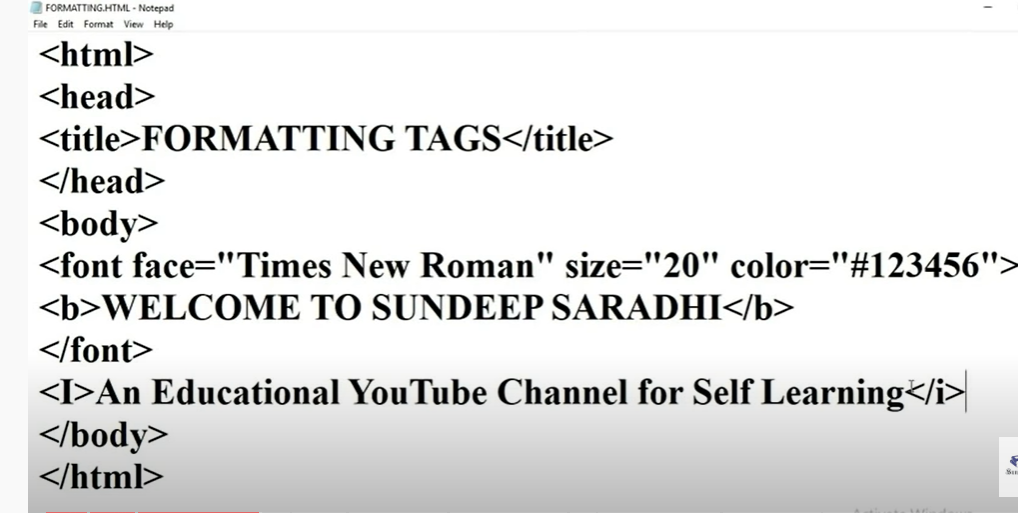 FORMATTING.HTML - Notepad
File Edit Format View Help
<html>
<head>
<title>FORMATTING TAGS</title>
</head>
<body>
<font face="Times New Roman" size="20" color="#123456">
<b>WELCOME TO SUNDEEP SARADHI</b>
</font>
<I>An Educational YouTube Channel for Self Learning</i>
</body>
</html>